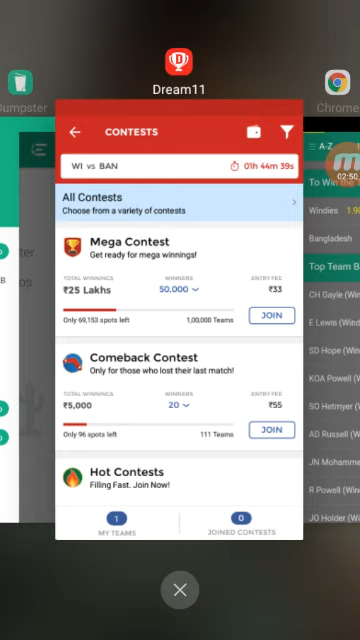 Dumpster
Dream11
Chrome
CONTESTS
WI vs BAN
01h 44m 39s
All Contests
Choose from a variety of contests
Mega Contest
Get ready for mega winnings!
TOTAL WINNINGS WINNERS ENTRY FEE
₹25 Lakhs 50,000 ₹33
Only 69,153 spots left 1,00,000 Teams JOIN
Comeback Contest
Only for those who lost their last match!
TOTAL WINNINGS WINNERS ENTRY FEE
₹5,000 20 ₹55
Only 96 spots left 111 Teams JOIN
Hot Contests
Filling Fast. Join Now!
1 0
MY TEAMS JOINED CONTESTS
A-Z
02:50
To Win the
Windies 1.9
Bangladesh
Top Team B
CH Gayle (Win
E Lewis (Wind
SD Hope (Wind
KOA Powell (W
SO Hetmyer (W
AD Russell (W
JN Mohamme
R Powell (Win
JO Holder (Win